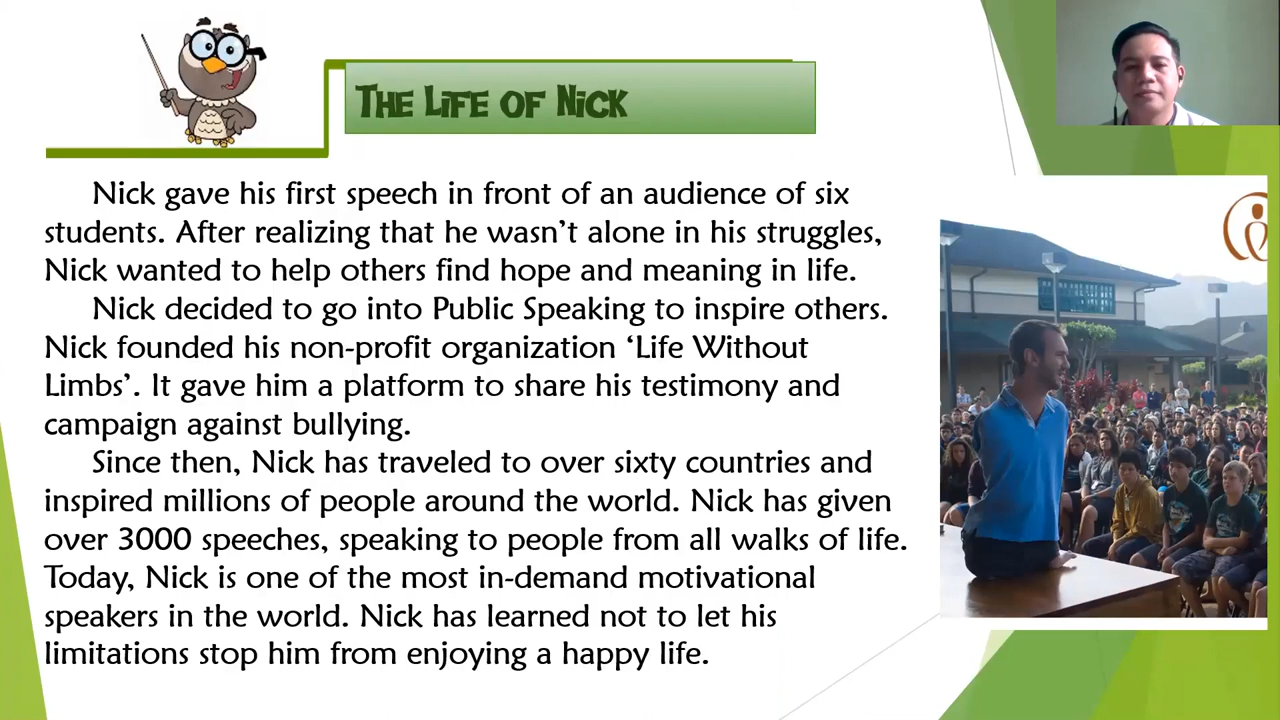 The Life of Nick
Nick gave his first speech in front of an audience of six
students. After realizing that he wasn't alone in his struggles,
Nick wanted to help others find hope and meaning in life.
Nick decided to go into Public Speaking to inspire others.
Nick founded his non-profit organization ‘Life Without
Limbs’. It gave him a platform to share his testimony and
campaign against bullying.
Since then, Nick has traveled to over sixty countries and
inspired millions of people around the world. Nick has given
over 3000 speeches, speaking to people from all walks of life.
Today, Nick is one of the most in-demand motivational
speakers in the world. Nick has learned not to let his
limitations stop him from enjoying a happy life.